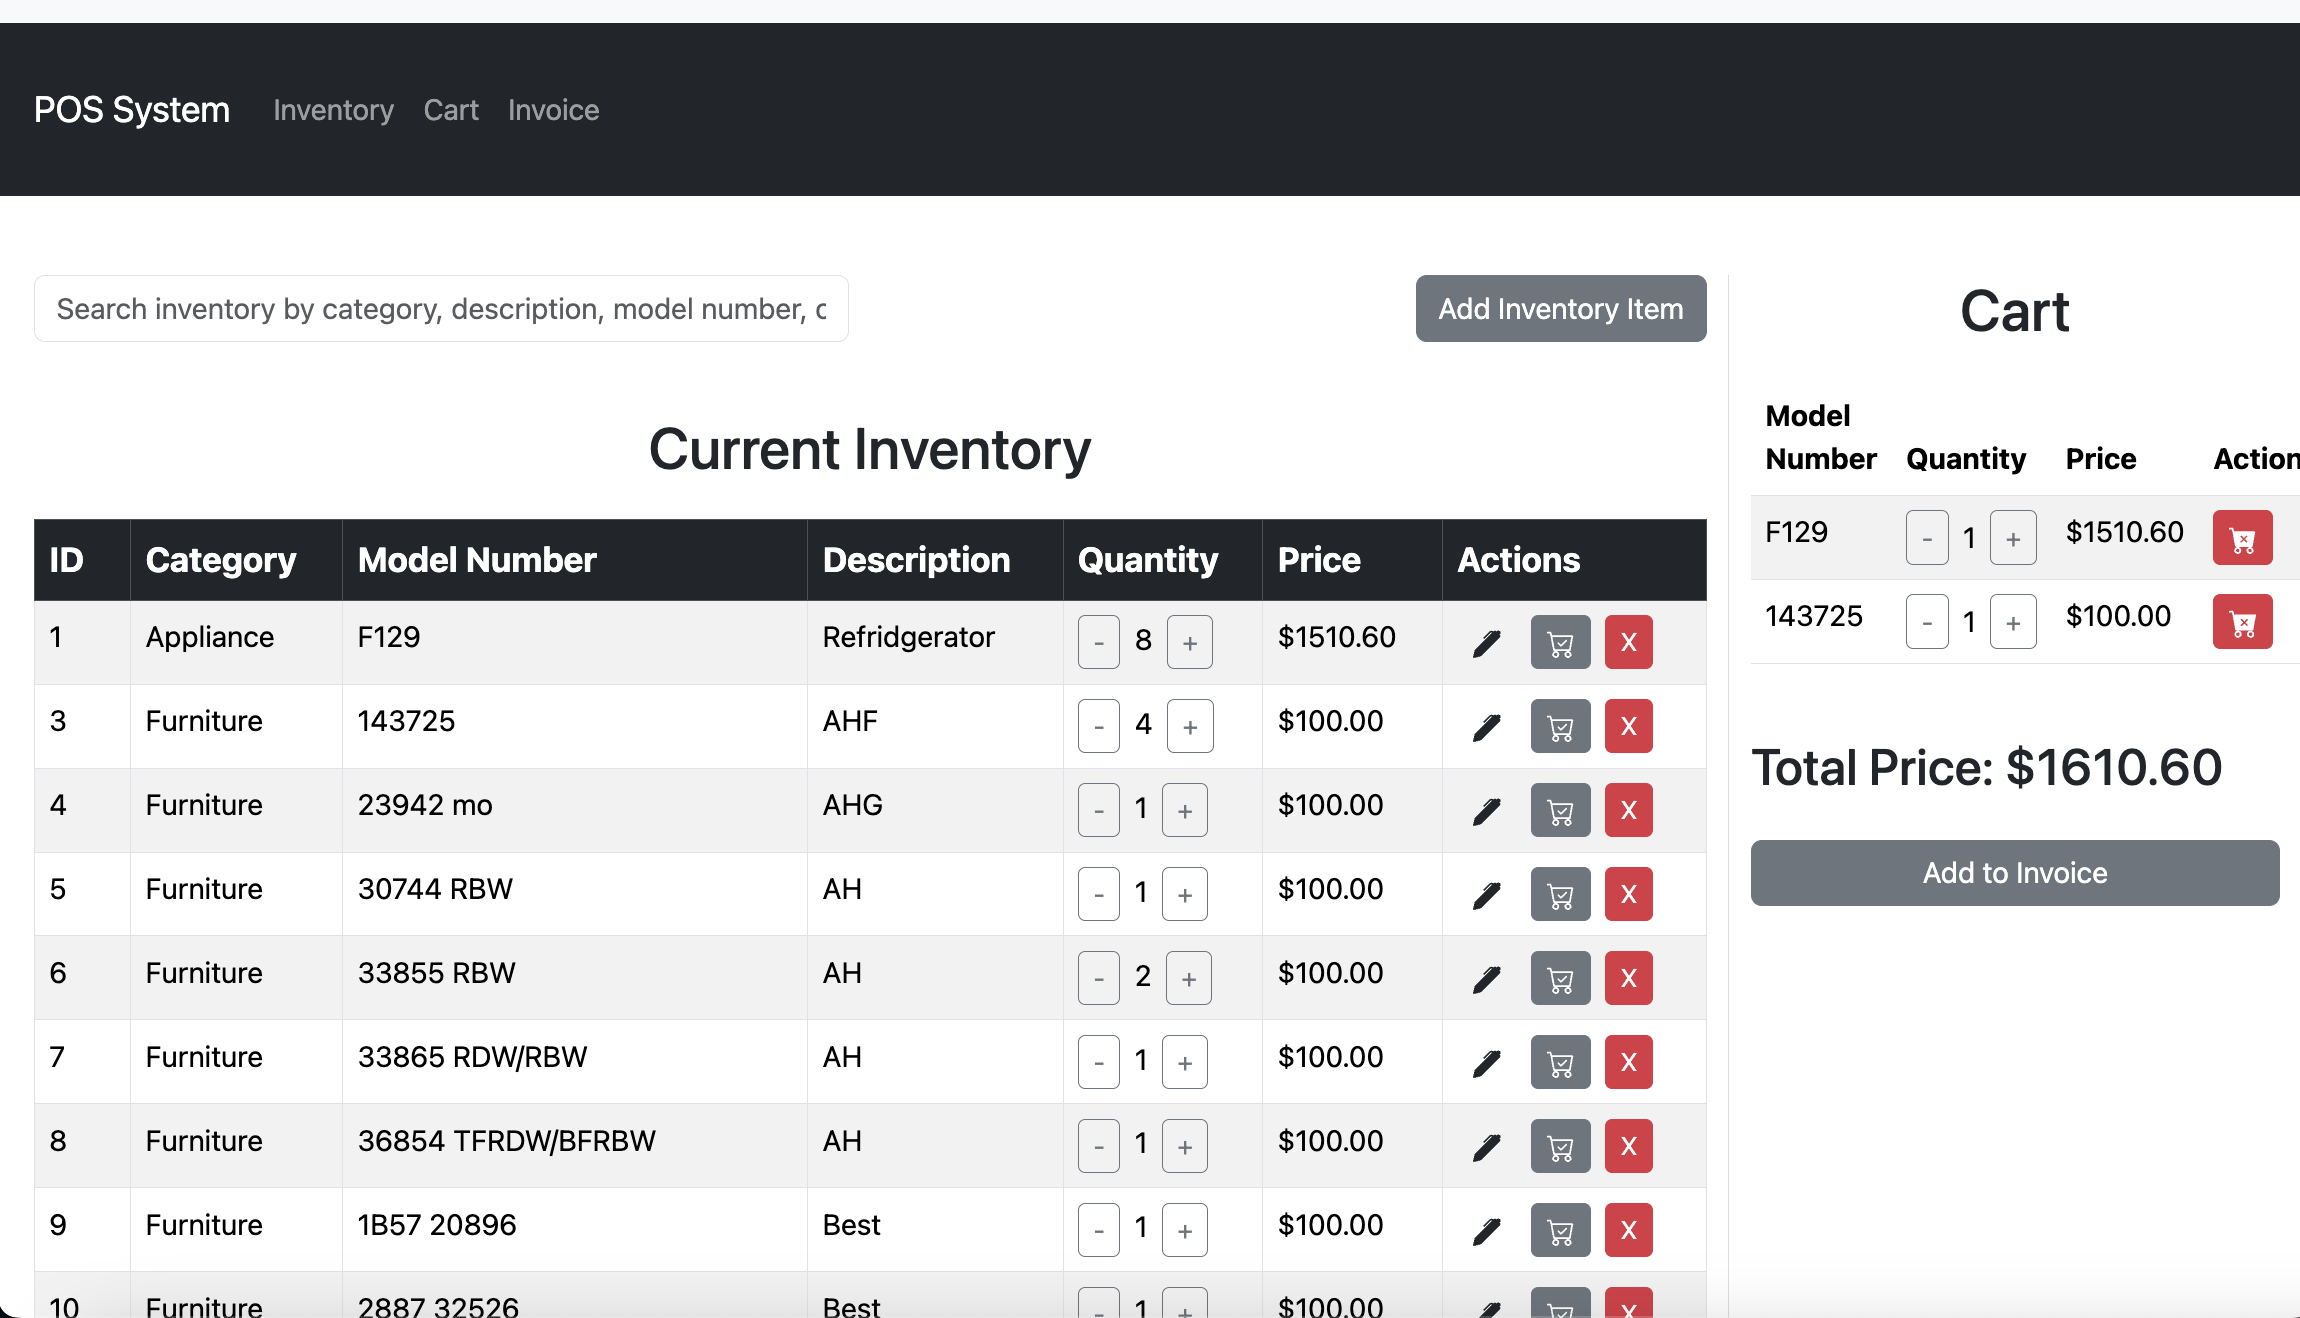 POS System Inventory Cart Invoice
Search inventory by category, description, model number, c
Add Inventory Item
Current Inventory
ID Category Model Number Description Quantity Price Actions
1 Appliance F129 Refridgerator - 8 + $1510.60 X
3 Furniture 143725 AHF - 4 + $100.00 X
4 Furniture 23942 mo AHG - 1 + $100.00 X
5 Furniture 30744 RBW AH - 1 + $100.00 X
6 Furniture 33855 RBW AH - 2 + $100.00 X
7 Furniture 33865 RDW/RBW AH - 1 + $100.00 X
8 Furniture 36854 TFRDW/BFRBW AH - 1 + $100.00 X
9 Furniture 1B57 20896 Best - 1 + $100.00 X
10 Furniture 2887 32526 Best - 1 + $100.00 X
Cart
Model
Number Quantity Price Action
F129 - 1 + $1510.60
143725 - 1 + $100.00
Total Price: $1610.60
Add to Invoice